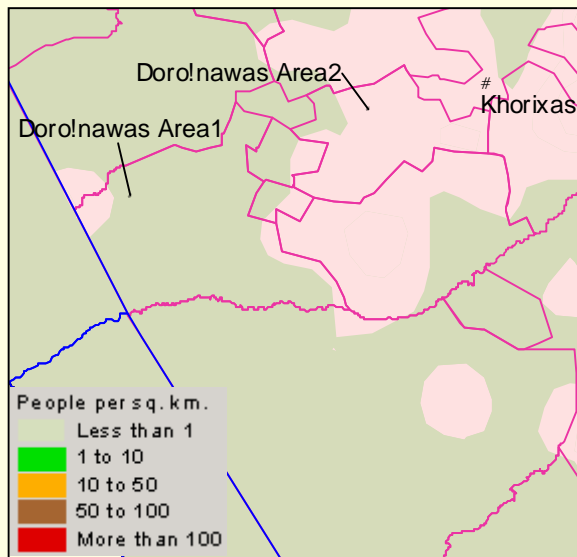 Doro!nawas Area2
#
Khorixas
Doro!nawas Area1
People per sq. km.
Less than 1
1 to 10
10 to 50
50 to 100
More than 100